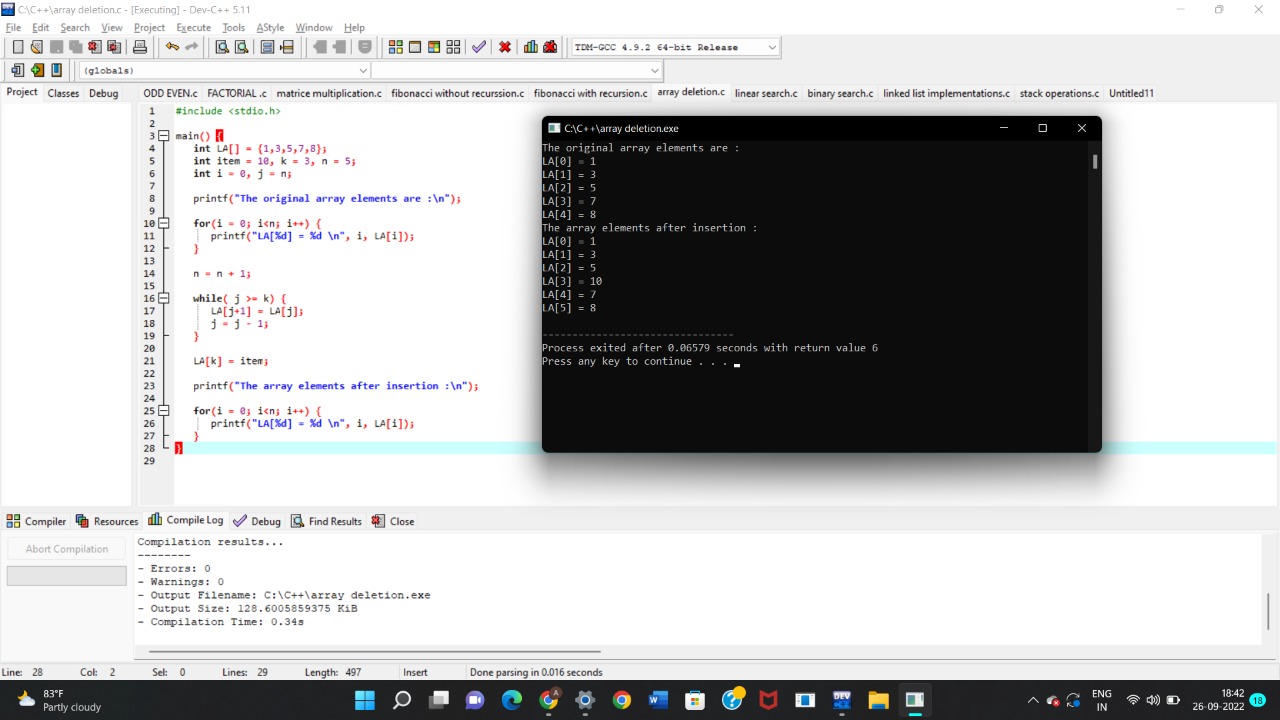 C:\C++\array deletion.c - [Executing] - Dev-C++ 5.11
File Edit Search View Project Execute Tools AStyle Window Help
TDM-GCC 4.9.2 64-bit Release
(globals)
Project Classes Debug
ODD EVEN.c FACTORIAL .c matrice multiplication.c fibonacci without recurssion.c fibonacci with recursion.c array deletion.c linear search.c binary search.c linked list implementations.c stack operations.c Untitled11
1 #include <stdio.h>
2
3 main() {
4 int LA[] = {1,3,5,7,8};
5 int item = 10, k = 3, n = 5;
6 int i = 0, j = n;
7
8 printf("The original array elements are :\n");
9
10 for(i = 0; i<n; i++) {
11 printf("LA[%d] = %d \n", i, LA[i]);
12 }
13
14 n = n + 1;
15
16 while( j >= k) {
17 LA[j+1] = LA[j];
18 j = j - 1;
19 }
20
21 LA[k] = item;
22
23 printf("The array elements after insertion :\n");
24
25 for(i = 0; i<n; i++) {
26 printf("LA[%d] = %d \n", i, LA[i]);
27 }
28 }
29
C:\C++\array deletion.exe
The original array elements are :
LA[0] = 1
LA[1] = 3
LA[2] = 5
LA[3] = 7
LA[4] = 8
The array elements after insertion :
LA[0] = 1
LA[1] = 3
LA[2] = 5
LA[3] = 10
LA[4] = 7
LA[5] = 8
--------------------------------
Process exited after 0.06579 seconds with return value 6
Press any key to continue . . .
Compiler Resources Compile Log Debug Find Results Close
Abort Compilation
Compilation results...
--------
- Errors: 0
- Warnings: 0
- Output Filename: C:\C++\array deletion.exe
- Output Size: 128.6005859375 KiB
- Compilation Time: 0.34s
Line: 28 Col: 2 Sel: 0 Lines: 29 Length: 497 Insert Done parsing in 0.016 seconds
83°F
Partly cloudy
ENG
IN
18:42
26-09-2022
18